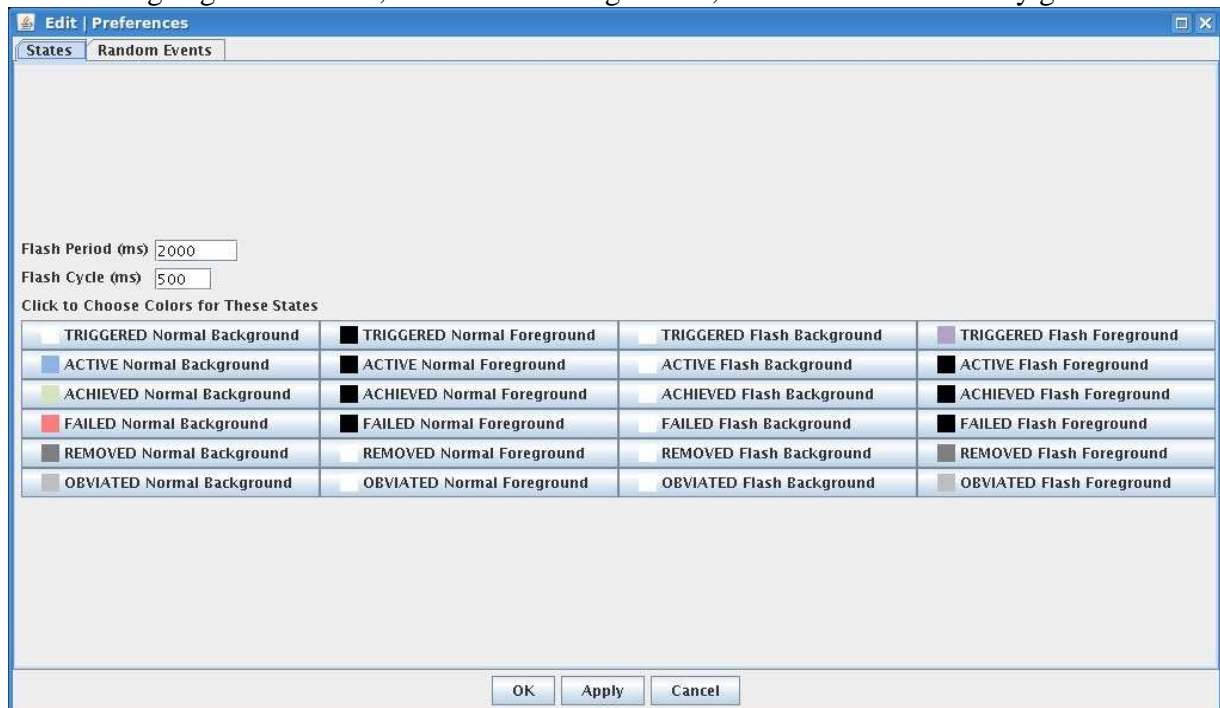 Edit | Preferences
States Random Events
Flash Period (ms) 2000
Flash Cycle (ms) 500
Click to Choose Colors for These States
TRIGGERED Normal Background TRIGGERED Normal Foreground TRIGGERED Flash Background TRIGGERED Flash Foreground
ACTIVE Normal Background ACTIVE Normal Foreground ACTIVE Flash Background ACTIVE Flash Foreground
ACHIEVED Normal Background ACHIEVED Normal Foreground ACHIEVED Flash Background ACHIEVED Flash Foreground
FAILED Normal Background FAILED Normal Foreground FAILED Flash Background FAILED Flash Foreground
REMOVED Normal Background REMOVED Normal Foreground REMOVED Flash Background REMOVED Flash Foreground
OBVIATED Normal Background OBVIATED Normal Foreground OBVIATED Flash Background OBVIATED Flash Foreground
OK Apply Cancel